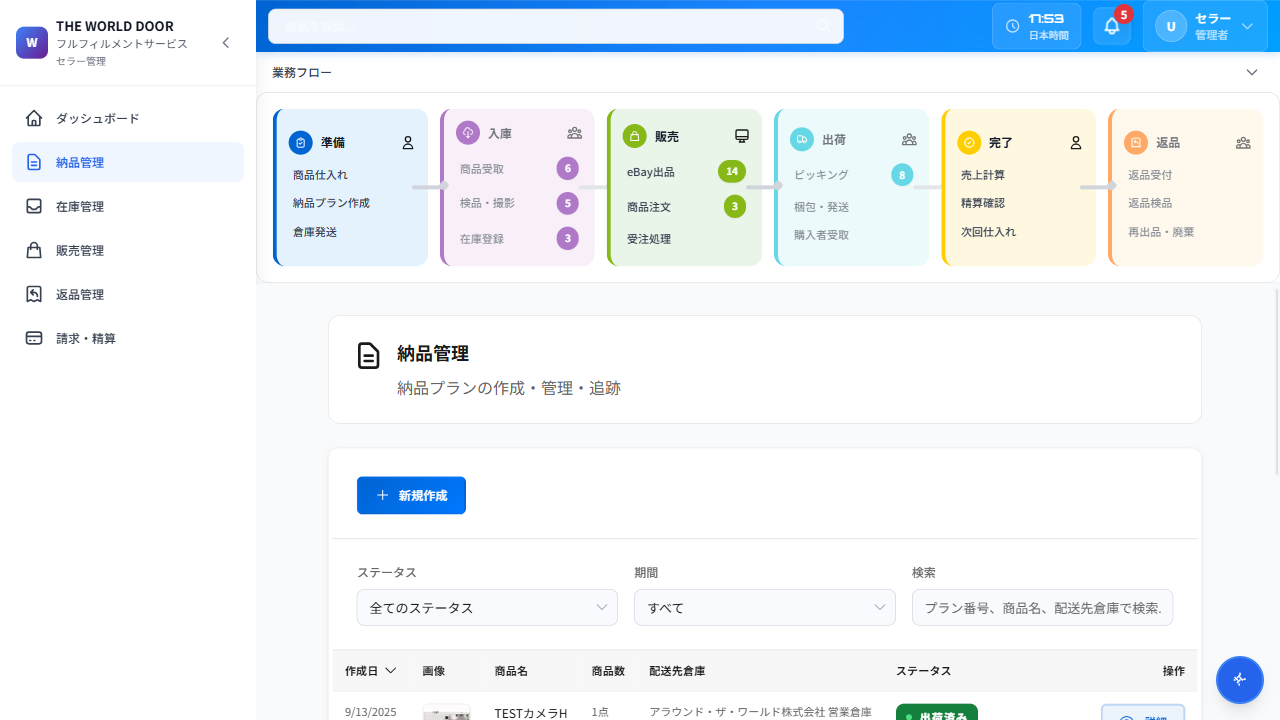 W
THE WORLD DOOR
フルフィルメントサービス
セラー管理
ダッシュボード
納品管理
在庫管理
販売管理
返品管理
請求・精算
商品を検索...
17:53
日本時間
5
U
セラー
管理者
業務フロー
準備
商品仕入れ
納品プラン作成
倉庫発送
入庫
商品受取
6
検品・撮影
5
在庫登録
3
販売
eBay出品
14
商品注文
3
受注処理
出荷
ピッキング
8
梱包・発送
購入者受取
完了
売上計算
精算確認
次回仕入れ
返品
返品受付
返品検品
再出品・廃棄
納品管理
納品プランの作成・管理・追跡
新規作成
ステータス
全てのステータス
期間
すべて
検索
プラン番号、商品名、配送先倉庫で検索.
作成日 画像 商品名 商品数 配送先倉庫 ステータス 操作
9/13/2025 TESTカメラH 1点 アラウンド・ザ・ワールド株式会社 営業倉庫 出荷済み 詳細